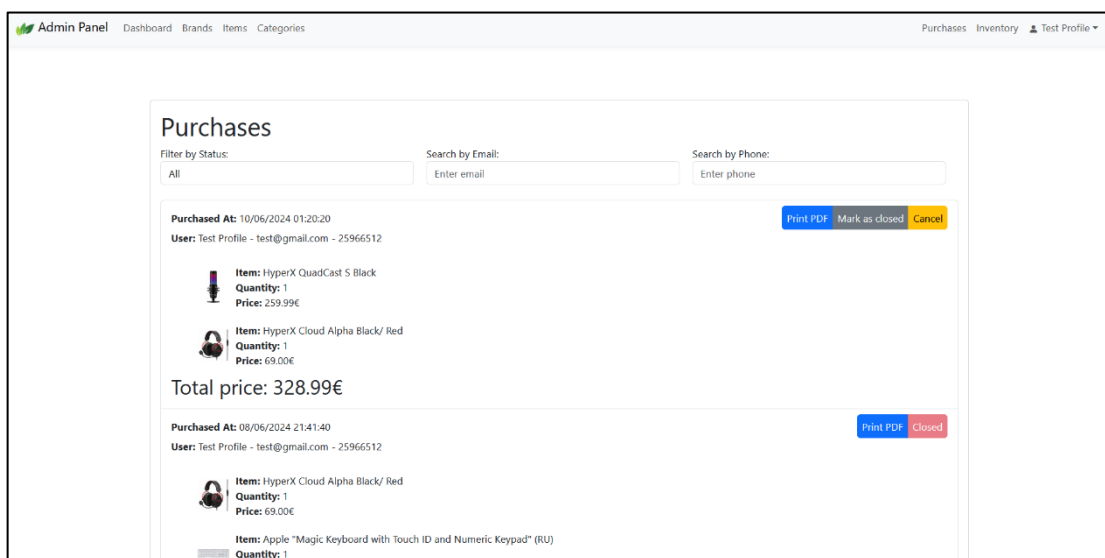 Admin Panel Dashboard Brands Items Categories Purchases Inventory Test Profile
Purchases
Filter by Status: Search by Email: Search by Phone:
All Enter email Enter phone
Purchased At: 10/06/2024 01:20:20 Print PDF Mark as closed Cancel
User: Test Profile - test@gmail.com - 25966512
Item: HyperX QuadCast S Black
Quantity: 1
Price: 259.99€
Item: HyperX Cloud Alpha Black/ Red
Quantity: 1
Price: 69.00€
Total price: 328.99€
Purchased At: 08/06/2024 21:41:40 Print PDF Closed
User: Test Profile - test@gmail.com - 25966512
Item: HyperX Cloud Alpha Black/ Red
Quantity: 1
Price: 69.00€
Item: Apple "Magic Keyboard with Touch ID and Numeric Keypad" (RU)
Quantity: 1